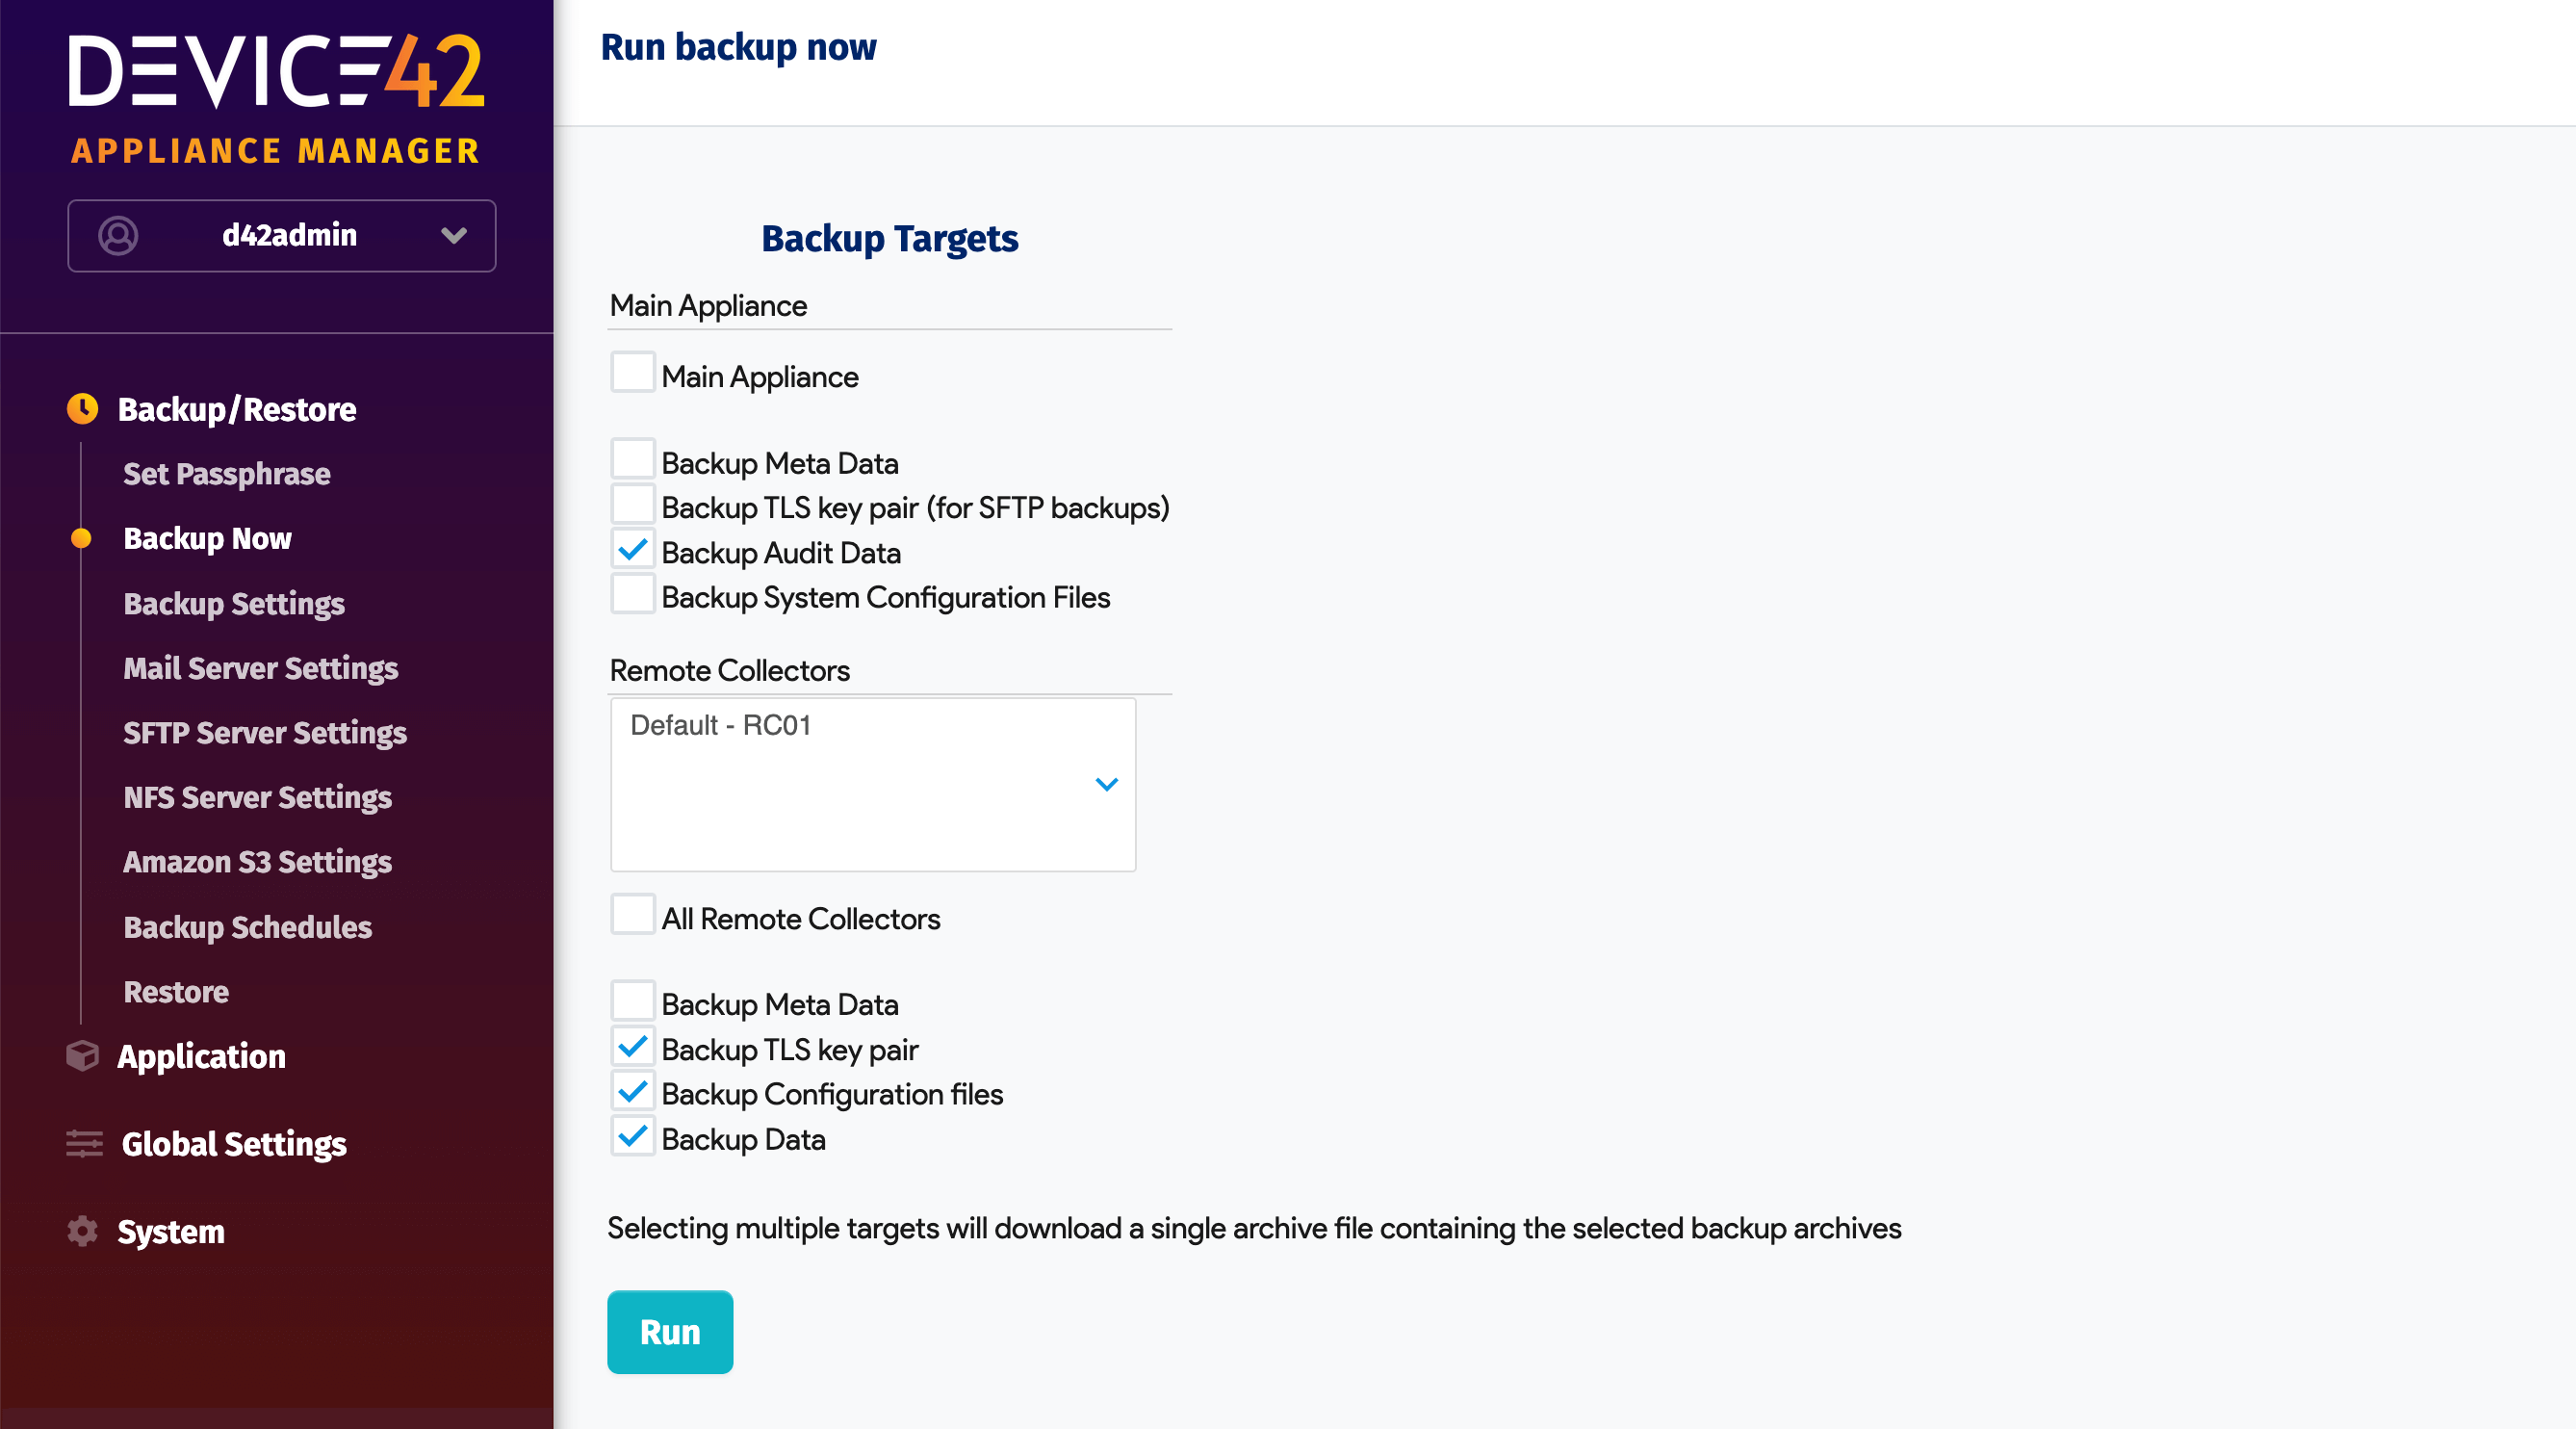 DEVICE42
APPLIANCE MANAGER
d42admin
Backup/Restore
Set Passphrase
Backup Now
Backup Settings
Mail Server Settings
SFTP Server Settings
NFS Server Settings
Amazon S3 Settings
Backup Schedules
Restore
Application
Global Settings
System
Run backup now
Backup Targets
Main Appliance
Main Appliance
Backup Meta Data
Backup TLS key pair (for SFTP backups)
Backup Audit Data
Backup System Configuration Files
Remote Collectors
Default - RC01
All Remote Collectors
Backup Meta Data
Backup TLS key pair
Backup Configuration files
Backup Data
Selecting multiple targets will download a single archive file containing the selected backup archives
Run